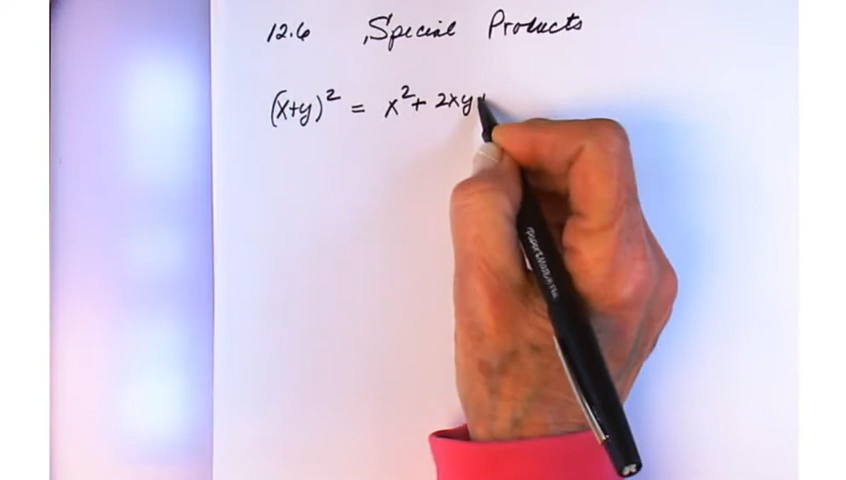 12.6 Special Products
(x+y)² = x² + 2xy